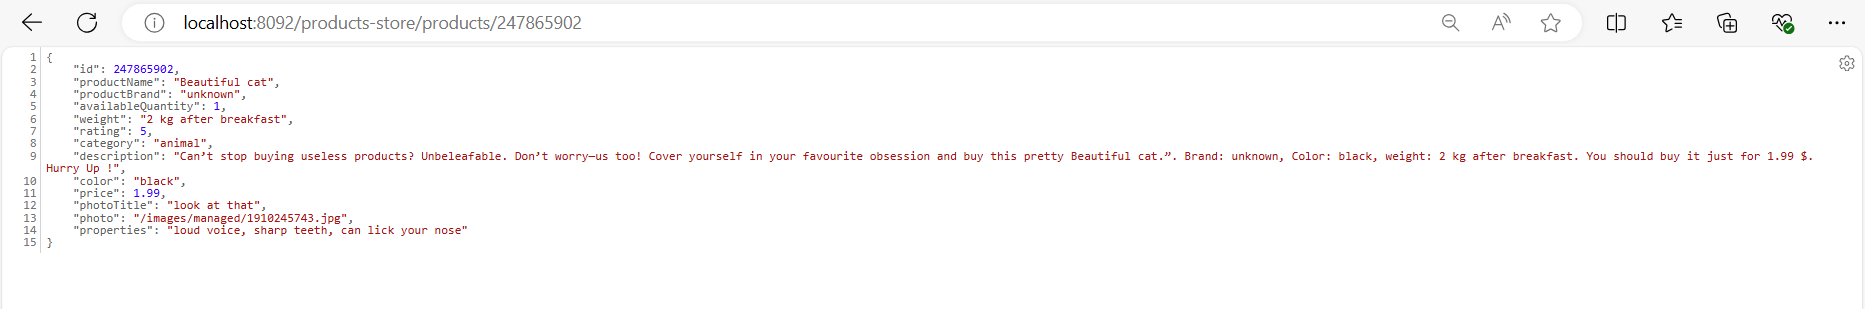 localhost:8092/products-store/products/247865902
1 {
2 "id": 247865902,
3 "productName": "Beautiful cat",
4 "productBrand": "unknown",
5 "availableQuantity": 1,
6 "weight": "2 kg after breakfast",
7 "rating": 5,
8 "category": "animal",
9 "description": "Can’t stop buying useless products? Unbeleafable. Don’t worry—us too! Cover yourself in your favourite obsession and buy this pretty Beautiful cat.”. Brand: unknown, Color: black, weight: 2 kg after breakfast. You should buy it just for 1.99 $.
Hurry Up !",
10 "color": "black",
11 "price": 1.99,
12 "photoTitle": "look at that",
13 "photo": "/images/managed/1910245743.jpg",
14 "properties": "loud voice, sharp teeth, can lick your nose"
15 }